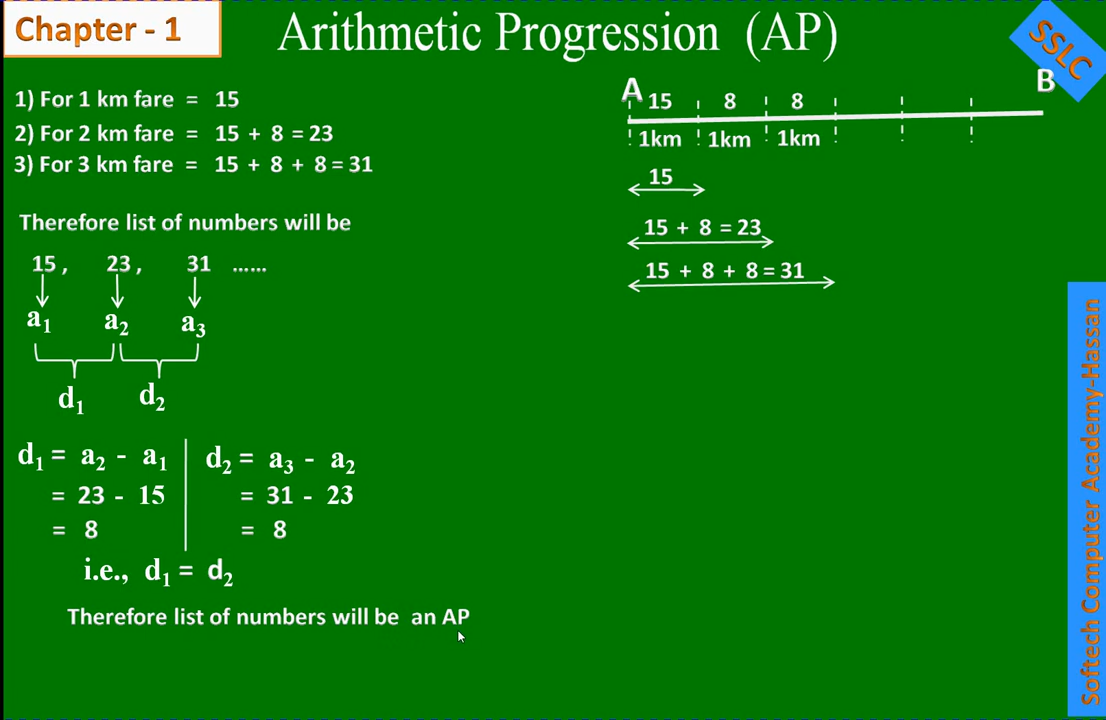 Chapter - 1
Arithmetic Progression (AP)
SSLC
1) For 1 km fare = 15
2) For 2 km fare = 15 + 8 = 23
3) For 3 km fare = 15 + 8 + 8 = 31
A B
15 8 8
1km 1km 1km
15
15 + 8 = 23
15 + 8 + 8 = 31
Therefore list of numbers will be
15 , 23 , 31 ......
a₁ a₂ a₃
d₁ d₂
d₁ = a₂ - a₁
= 23 - 15
= 8
d₂ = a₃ - a₂
= 31 - 23
= 8
i.e., d₁ = d₂
Therefore list of numbers will be an AP
Softech Computer Academy-Hassan